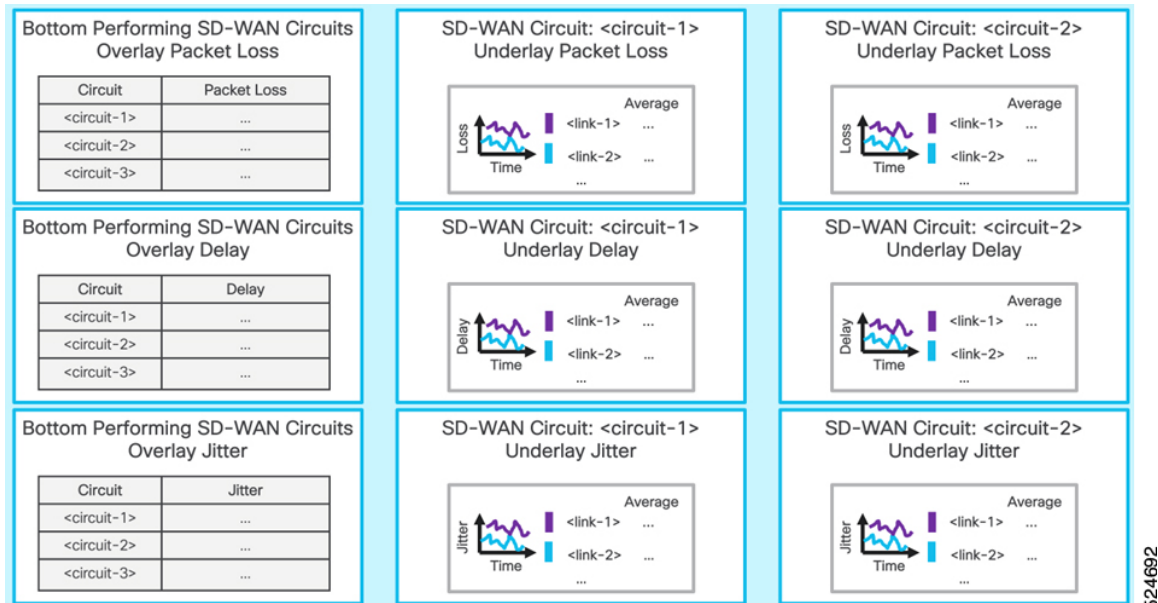 Bottom Performing SD-WAN Circuits
Overlay Packet Loss
Circuit Packet Loss
<circuit-1> ...
<circuit-2> ...
<circuit-3> ...
SD-WAN Circuit: <circuit-1>
Underlay Packet Loss
Average
Loss
<link-1> ...
<link-2> ...
Time
...
SD-WAN Circuit: <circuit-2>
Underlay Packet Loss
Average
Loss
<link-1> ...
<link-2> ...
Time
...
Bottom Performing SD-WAN Circuits
Overlay Delay
Circuit Delay
<circuit-1> ...
<circuit-2> ...
<circuit-3> ...
SD-WAN Circuit: <circuit-1>
Underlay Delay
Average
Delay
<link-1> ...
<link-2> ...
Time
...
SD-WAN Circuit: <circuit-2>
Underlay Delay
Average
Delay
<link-1> ...
<link-2> ...
Time
...
Bottom Performing SD-WAN Circuits
Overlay Jitter
Circuit Jitter
<circuit-1> ...
<circuit-2> ...
<circuit-3> ...
SD-WAN Circuit: <circuit-1>
Underlay Jitter
Average
Jitter
<link-1> ...
<link-2> ...
Time
...
SD-WAN Circuit: <circuit-2>
Underlay Jitter
Average
Jitter
<link-1> ...
<link-2> ...
Time
...
524692